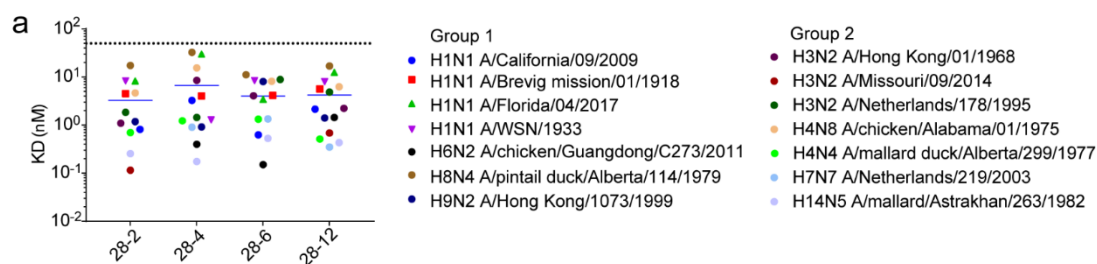 a
KD (nM)
10²
10¹
10⁰
10⁻¹
10⁻²
28-2
28-4
28-6
28-12
Group 1
H1N1 A/California/09/2009
H1N1 A/Brevig mission/01/1918
H1N1 A/Florida/04/2017
H1N1 A/WSN/1933
H6N2 A/chicken/Guangdong/C273/2011
H8N4 A/pintail duck/Alberta/114/1979
H9N2 A/Hong Kong/1073/1999
Group 2
H3N2 A/Hong Kong/01/1968
H3N2 A/Missouri/09/2014
H3N2 A/Netherlands/178/1995
H4N8 A/chicken/Alabama/01/1975
H4N4 A/mallard duck/Alberta/299/1977
H7N7 A/Netherlands/219/2003
H14N5 A/mallard/Astrakhan/263/1982